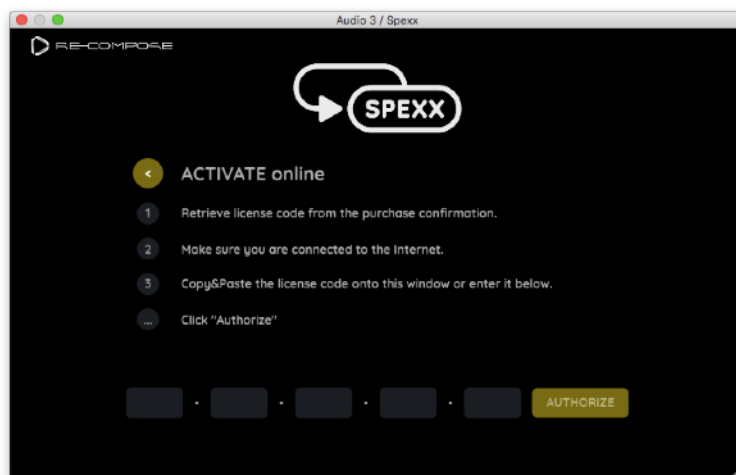 Audio 3 / Spexx
RE-COMPOSE
SPEXX
< ACTIVATE online
1 Retrieve license code from the purchase confirmation.
2 Make sure you are connected to the Internet.
3 Copy&Paste the license code onto this window or enter it below.
... Click "Authorize"
- - - - AUTHORIZE